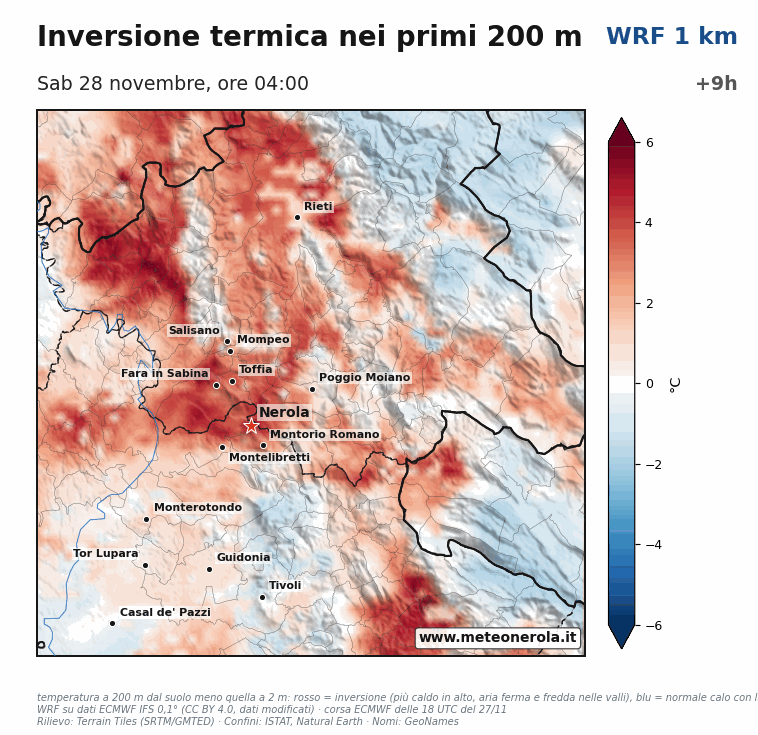 Inversione termica nei primi 200 m WRF 1 km
Sab 28 novembre, ore 04:00 +9h
Rieti
Salisano
Mompeo
Fara in Sabina
Toffia
Poggio Moiano
Nerola
Montorio Romano
Montelibretti
Monterotondo
Tor Lupara
Guidonia
Tivoli
Casal de' Pazzi
www.meteonerola.it
6
4
2
0
−2
−4
−6
°C
temperatura a 200 m dal suolo meno quella a 2 m: rosso = inversione (più caldo in alto, aria ferma e fredda nelle valli), blu = normale calo con l
WRF su dati ECMWF IFS 0,1° (CC BY 4.0, dati modificati) · corsa ECMWF delle 18 UTC del 27/11
Rilievo: Terrain Tiles (SRTM/GMTED) · Confini: ISTAT, Natural Earth · Nomi: GeoNames